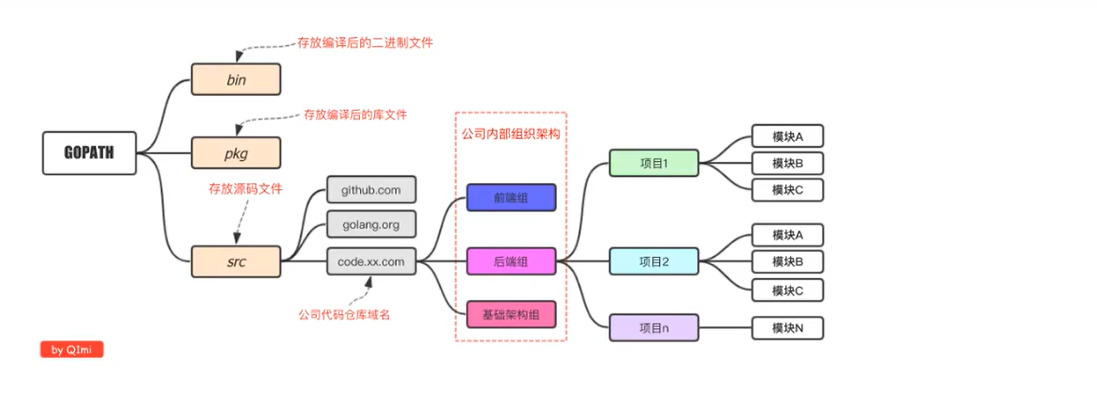 存放编译后的二进制文件
bin
存放编译后的库文件
GOPATH
pkg
存放源码文件
src
github.com
golang.org
code.xx.com
公司代码仓库域名
公司内部组织架构
前端组
后端组
基础架构组
项目1
模块A
模块B
模块C
项目2
模块A
模块B
模块C
项目n
模块N
by Q1mi